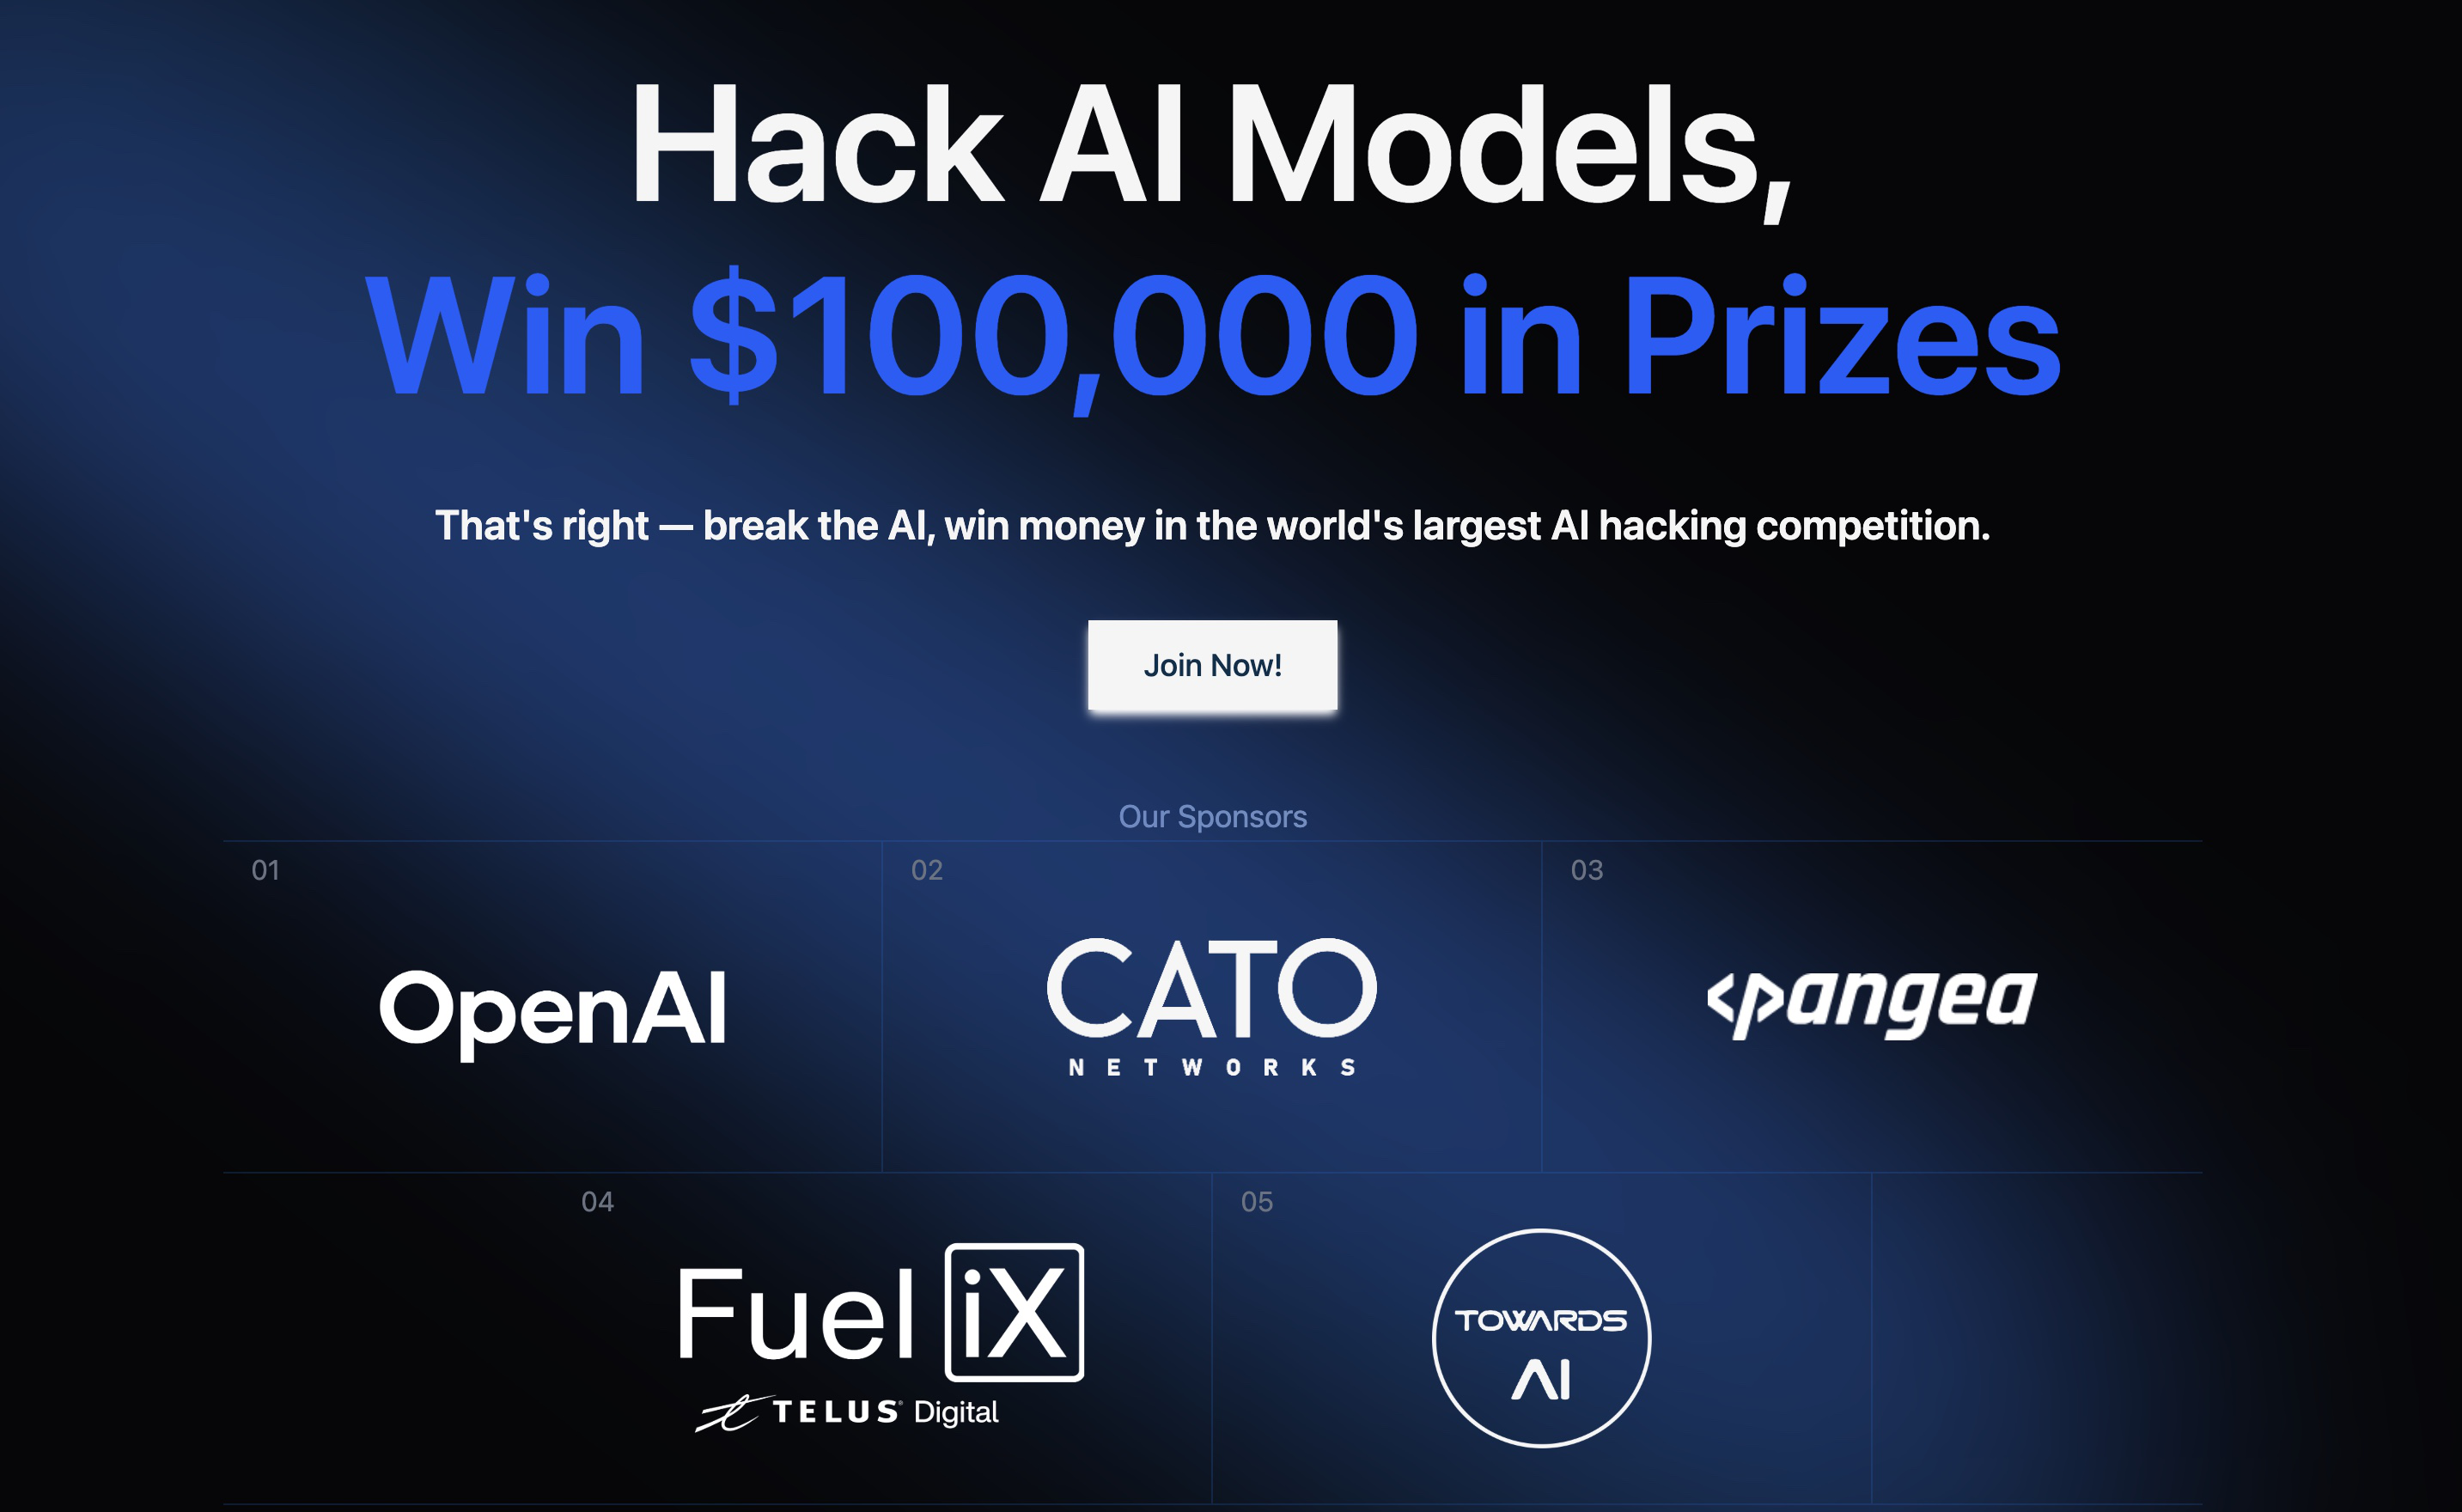 Hack AI Models,
Win $100,000 in Prizes
That's right — break the AI, win money in the world's largest AI hacking competition.
Join Now!
Our Sponsors
01
OpenAI
02
CATO
NETWORKS
03
pangea
04
Fuel iX
TELUS® Digital
05
TOWARDS
AI